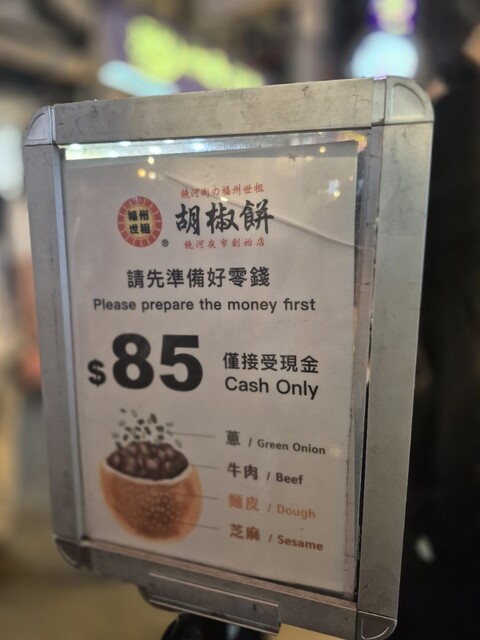 饒河街の福州世祖
福州
世祖
®
胡椒餅
饒河夜市創始店
請先準備好零錢
Please prepare the money first
$85
僅接受現金
Cash Only
蔥 / Green Onion
牛肉 / Beef
麵皮 / Dough
芝麻 / Sesame